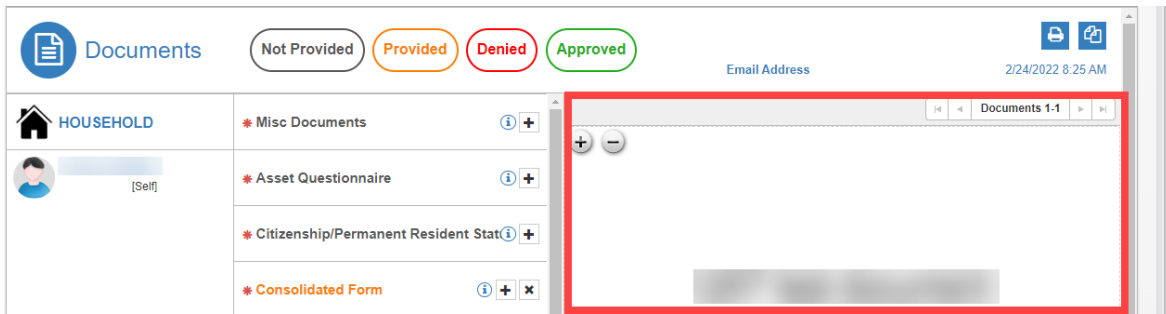 Documents
Not Provided
Provided
Denied
Approved
Email Address
2/24/2022 8:25 AM
HOUSEHOLD
[Self]
* Misc Documents
* Asset Questionnaire
* Citizenship/Permanent Resident Stat
* Consolidated Form
Documents 1-1